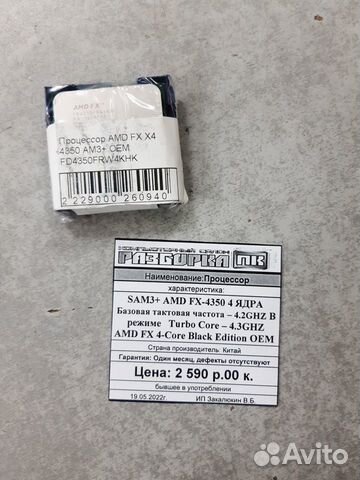 AMD FX
Процессор AMD FX X4
4350 AM3+ OEM
FD4350FRW4KHK
2 229000 260940
КОМПЬЮТЕРНЫЙ САЛОН
РАЗБОРКА ПК
Наименование:Процессор
характеристика:
SAM3+ AMD FX-4350 4 ЯДРА
Базовая тактовая частота – 4.2GHZ В
режиме Turbo Core – 4.3GHZ
AMD FX 4-Core Black Edition OEM
Страна производитель: Китай
Гарантия: Один месяц, дефекты отсутствуют
Цена: 2 590 р.00 к.
бывшее в употреблении
19.05.2022г. ИП Закалюкин В.Б.
Avito